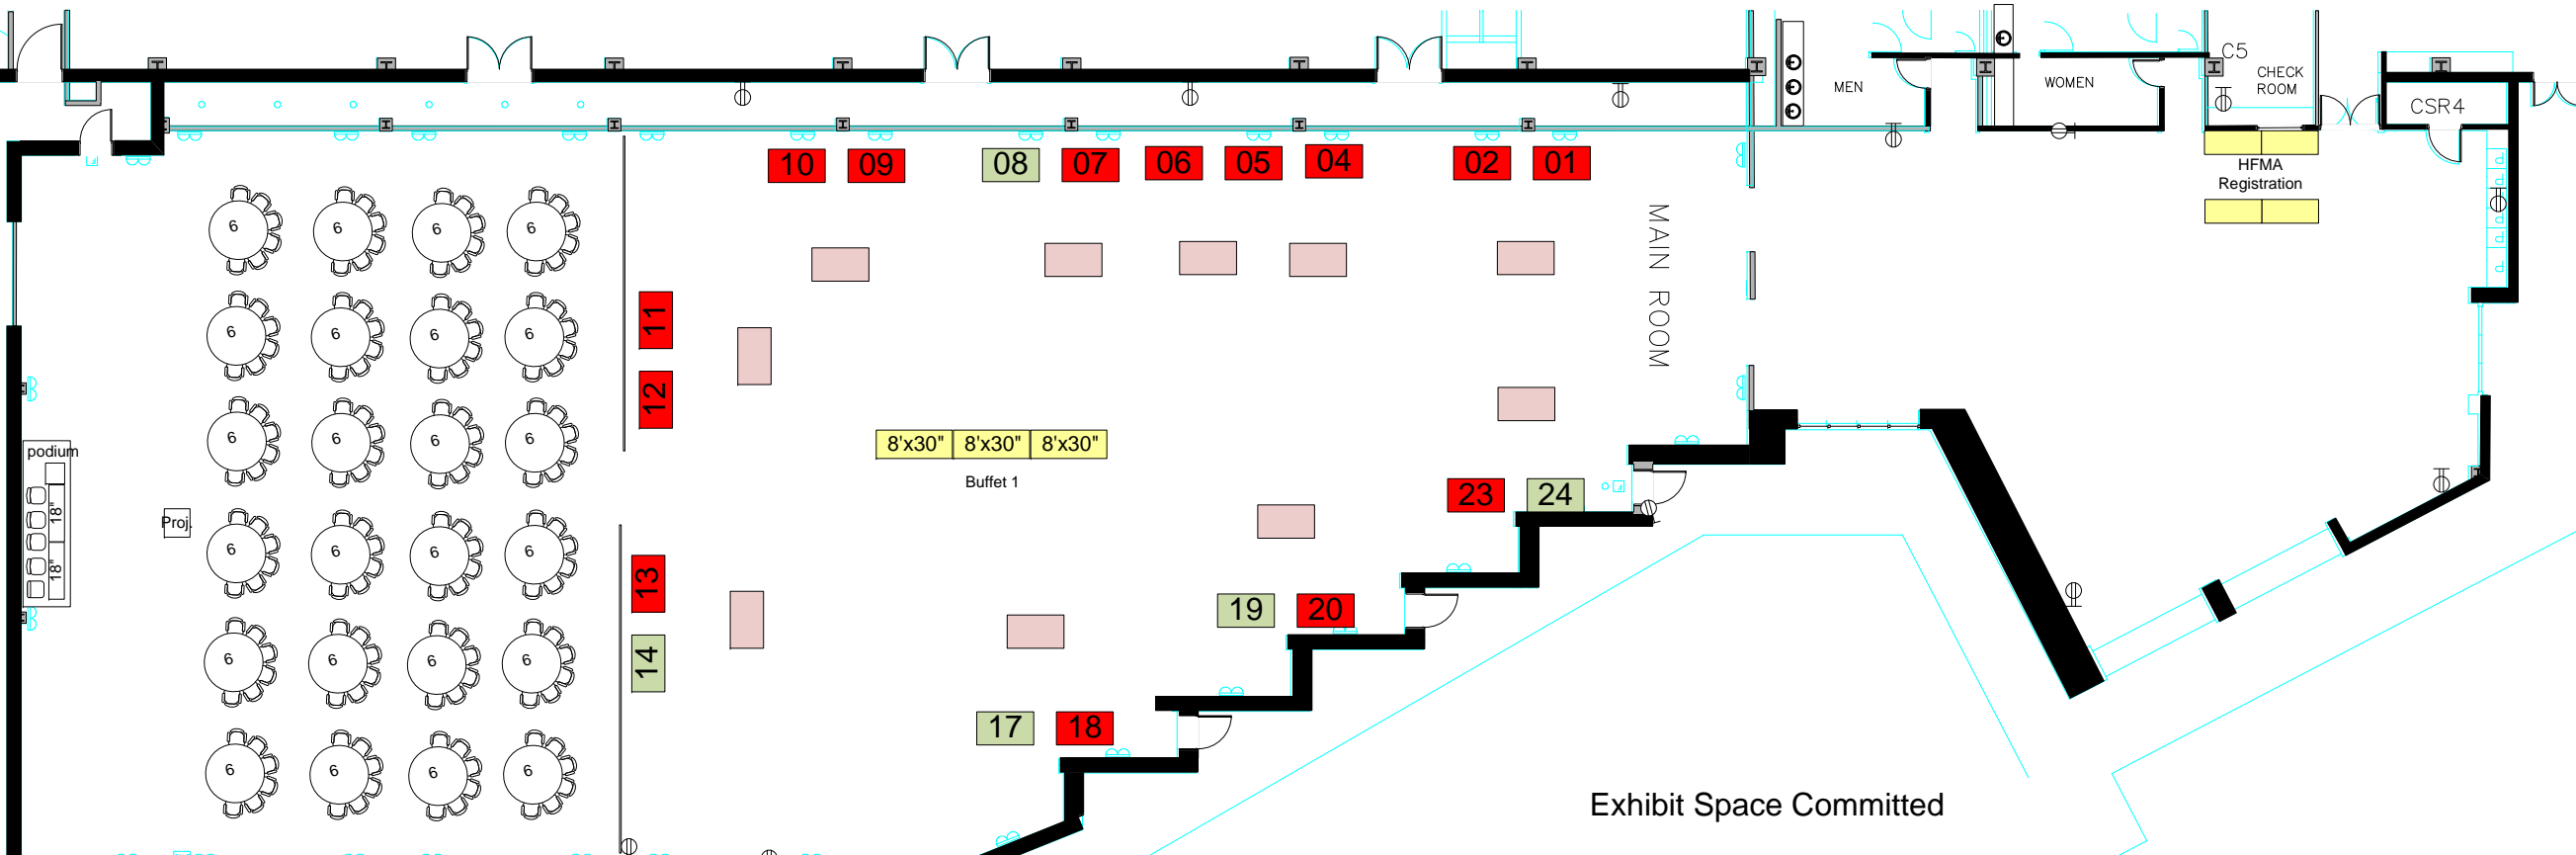 C5
MEN
WOMEN
CHECK
ROOM
CSR4
10 09 08 07 06 05 04 02 01
HFMA
Registration
MAIN ROOM
6 6 6 6
11
6 6 6 6
12
6 6 6 6
8'x30" 8'x30" 8'x30"
Buffet 1
podium
18"
18"
Proj.
23 24
6 6 6 6
13
19 20
14
6 6 6 6
17 18
6 6 6 6
Exhibit Space Committed